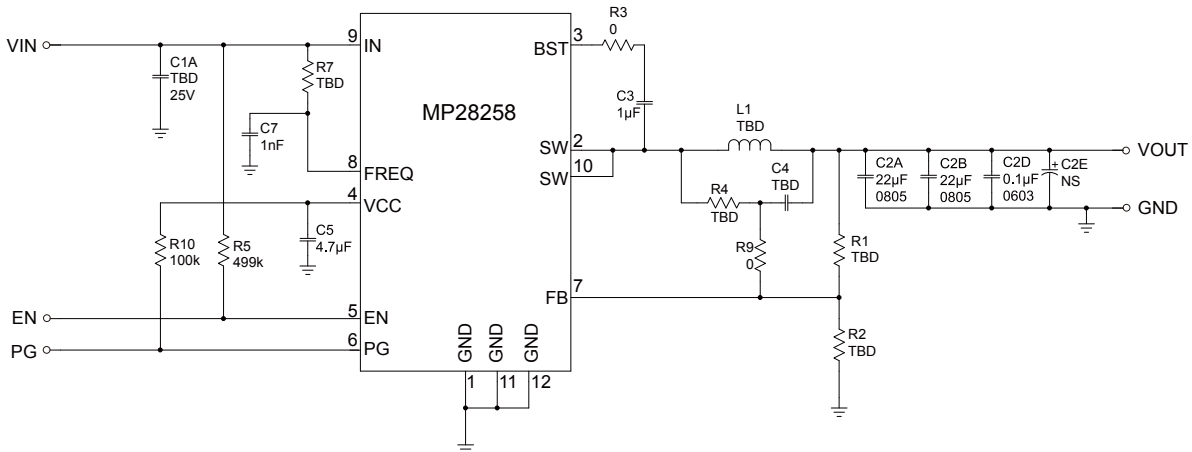 VIN
C1A
TBD
25V
R7
TBD
C7
1nF
9
IN
8
FREQ
4
VCC
R10
100k
R5
499k
C5
4.7µF
EN
5
EN
PG
6
PG
MP28258
GND
GND
GND
1
11
12
3
BST
R3
0
C3
1µF
2
SW
10
SW
L1
TBD
R4
TBD
C4
TBD
R9
0
R1
TBD
7
FB
R2
TBD
C2A
22µF
0805
C2B
22µF
0805
C2D
0.1µF
0603
+
C2E
NS
VOUT
GND